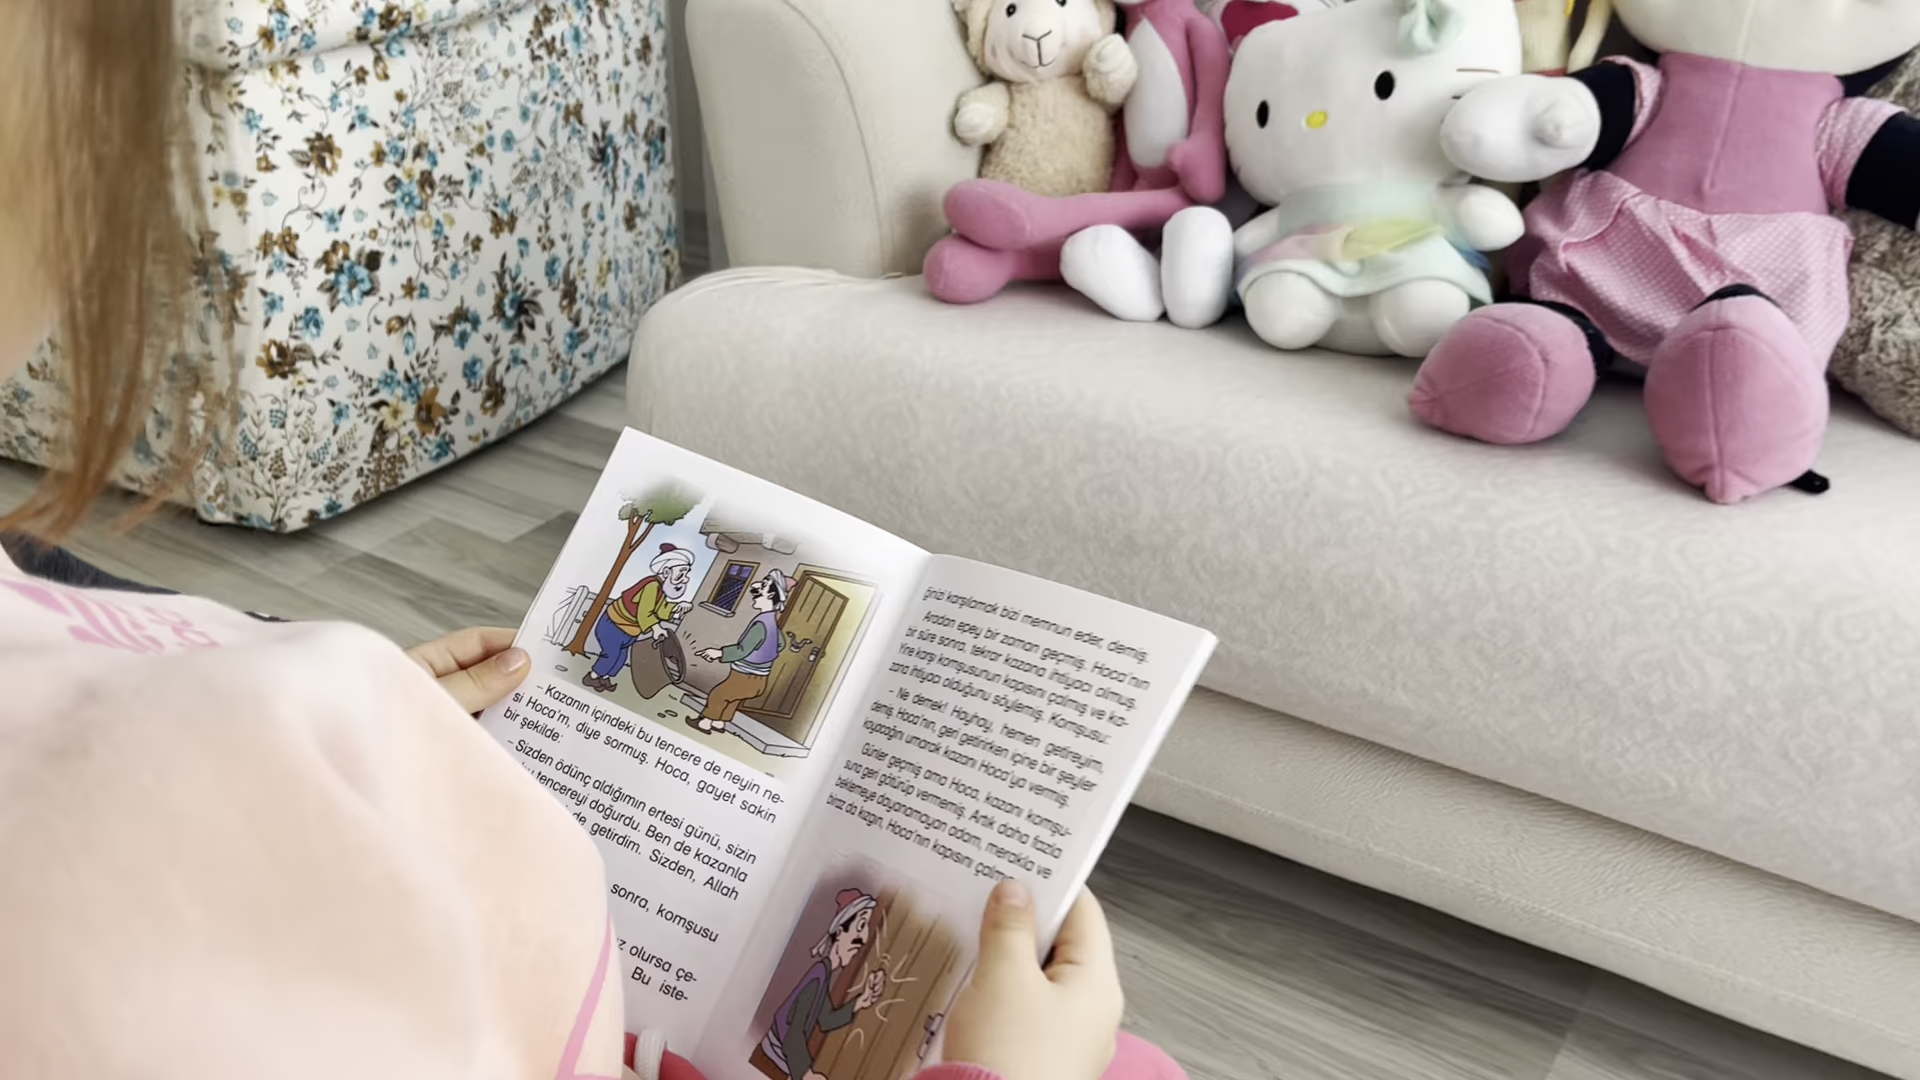 - Kazanın içindeki bu tencere de neyin ne-
si Hoca'm, diye sormuş. Hoca, gayet sakin
bir şekilde:
- Sizden ödünç aldığımın ertesi günü, sizin
tencereyi doğurdu. Ben de kazanla
de getirdim. Sizden, Allah
sonra, komşusu
olursa çe-
Bu iste-
ğinizi karşılamak bizi memnun eder, demiş.
Aradan epey bir zaman geçmiş. Hoca'nın
bir süre sonra, tekrar kazana ihtiyacı olmuş.
Yine karşı komşusunun kapısını çalmış ve ka-
zana ihtiyacı olduğunu söylemiş. Komşusu:
- Ne demek! Hayhay, hemen getireyim,
demiş. Hoca'nın, geri getirirken içine bir şeyler
koyacağını umarak kazanı Hoca'ya vermiş.
Günler geçmiş ama Hoca, kazanı komşu-
suna geri götürüp vermemiş. Artık daha fazla
beklemeye dayanamayan adam, merakla ve
biraz da kızgın, Hoca'nın kapısını